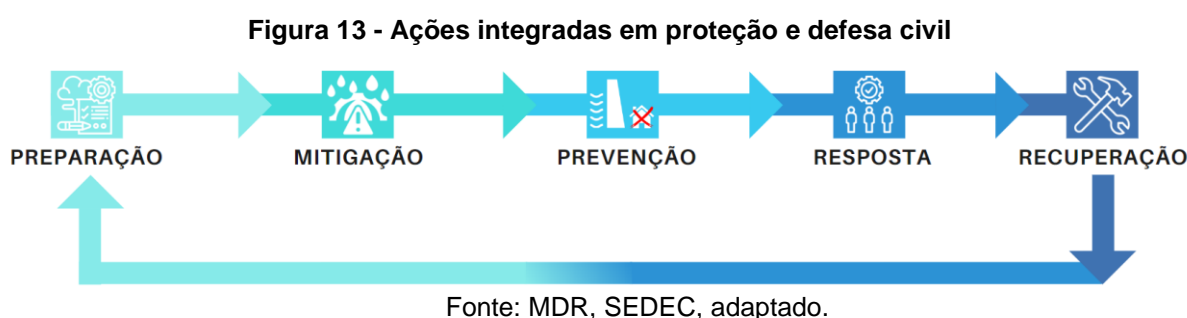 Figura 13 - Ações integradas em proteção e defesa civil
PREPARAÇÃO
MITIGAÇÃO
PREVENÇÃO
RESPOSTA
RECUPERAÇÃO
Fonte: MDR, SEDEC, adaptado.